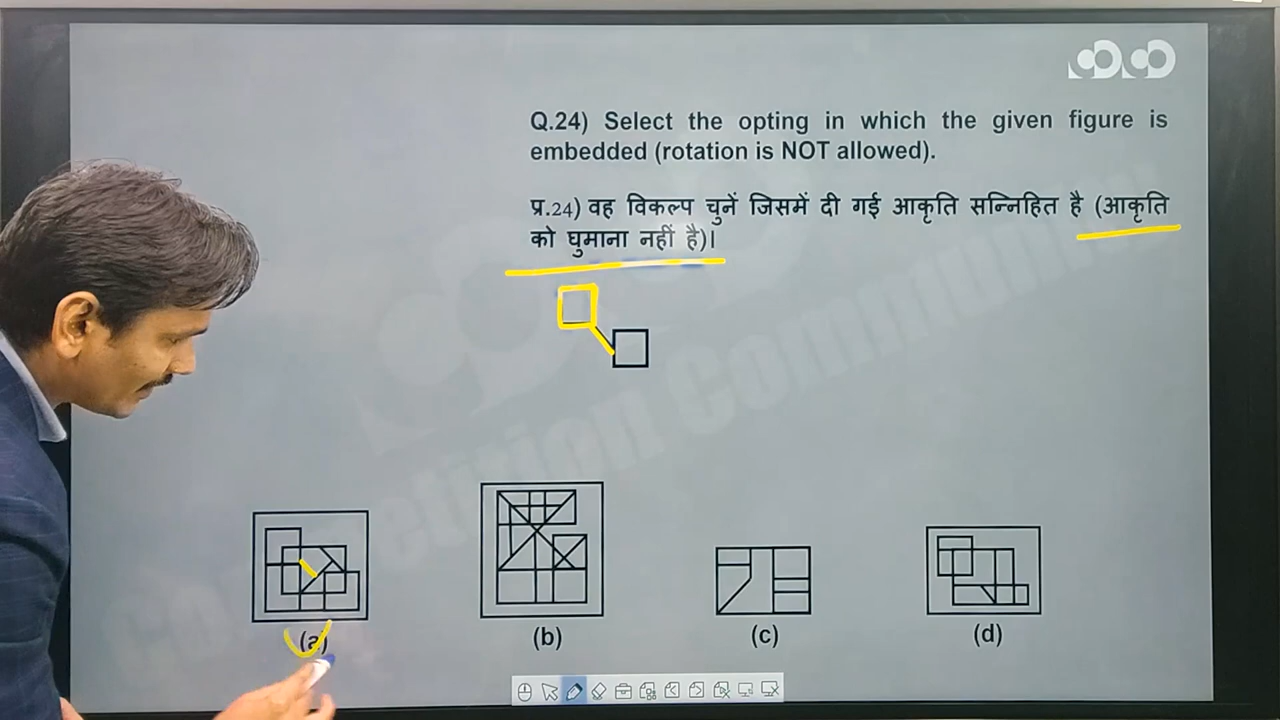 Q.24) Select the opting in which the given figure is
embedded (rotation is NOT allowed).
प्र.24) वह विकल्प चुनें जिसमें दी गई आकृति सन्निहित है (आकृति
को घुमाना नहीं है)।
(a)
(b)
(c)
(d)